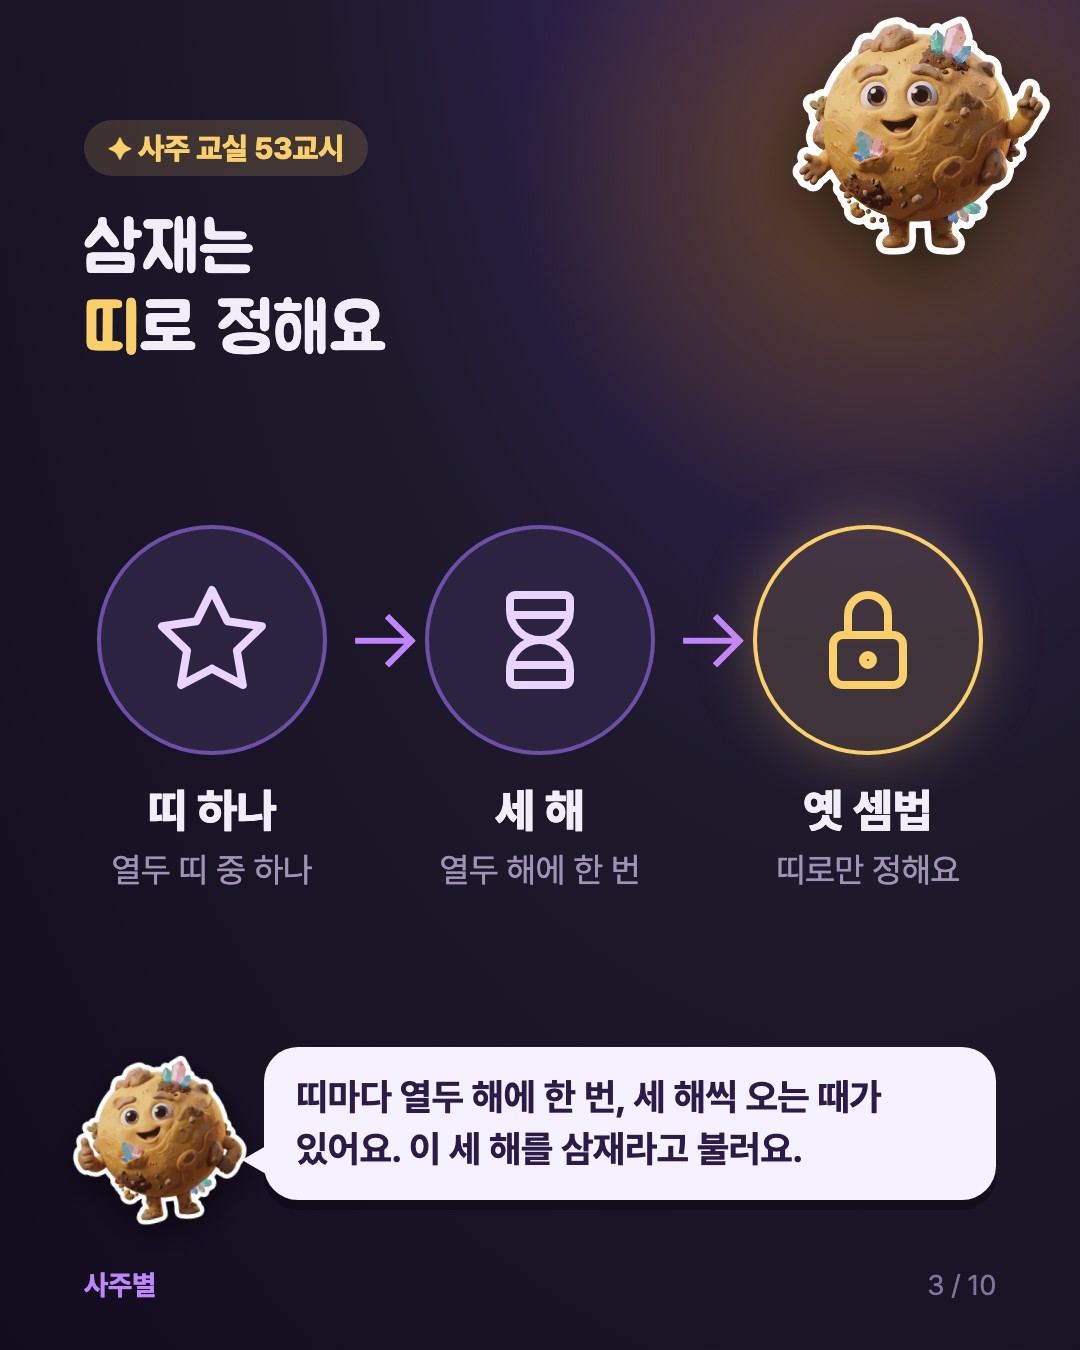 ✦ 사주 교실 53교시
삼재는
띠로 정해요
띠 하나
열두 띠 중 하나
세 해
열두 해에 한 번
옛 셈법
띠로만 정해요
띠마다 열두 해에 한 번, 세 해씩 오는 때가
있어요. 이 세 해를 삼재라고 불러요.
사주별
3 / 10